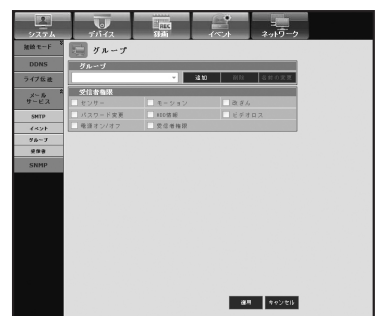 システム
デバイス
録画
REC
イベント
ネットワーク
接続モード
グループ
DDNS
グループ
ライブ伝送
追加
削除
名前の変更
メール
サービス
受信者権限
センサー
モーション
改ざん
SMTP
パスワード変更
HDD情報
ビデオロス
イベント
電源オン/オフ
受信者権限
グループ
受信者
SNMP
適用
キャンセル